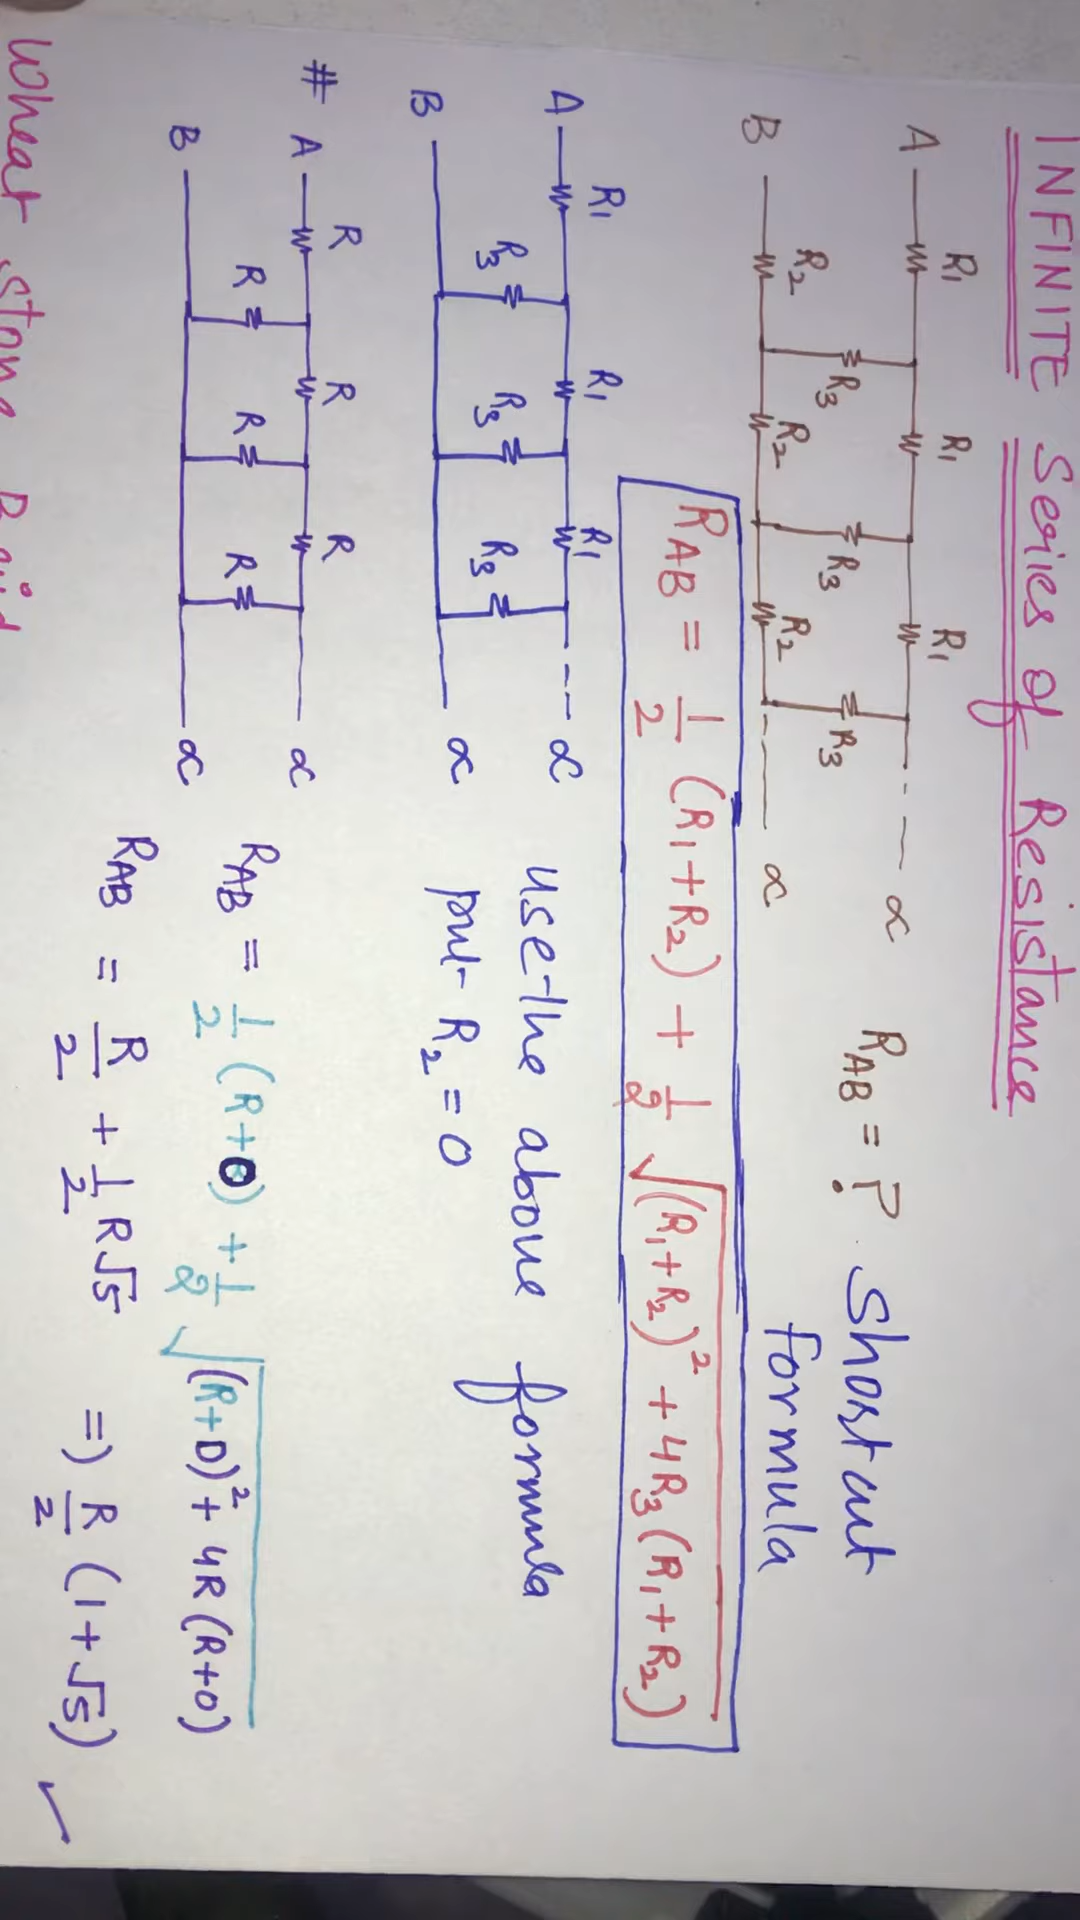 INFINITE Series of Resistance
A R1 R1 R1 ∝
R3 R3 R3
B R2 R2 R2 ∝
RAB = ? Shortcut
formula
RAB = 1/2 (R1+R2) + 1/2 √(R1+R2)² + 4R3(R1+R2)
A R1 R1 R1 ∝
R3 R3 R3
B ∝
use the above formula
put R2 = 0
# A R R R ∝
R R R
B ∝
RAB = 1/2 (R+0) + 1/2 √(R+0)² + 4R(R+0)
RAB = R/2 + 1/2 R√5 ⇒ R/2 (1+√5) ✓
Wheat stone